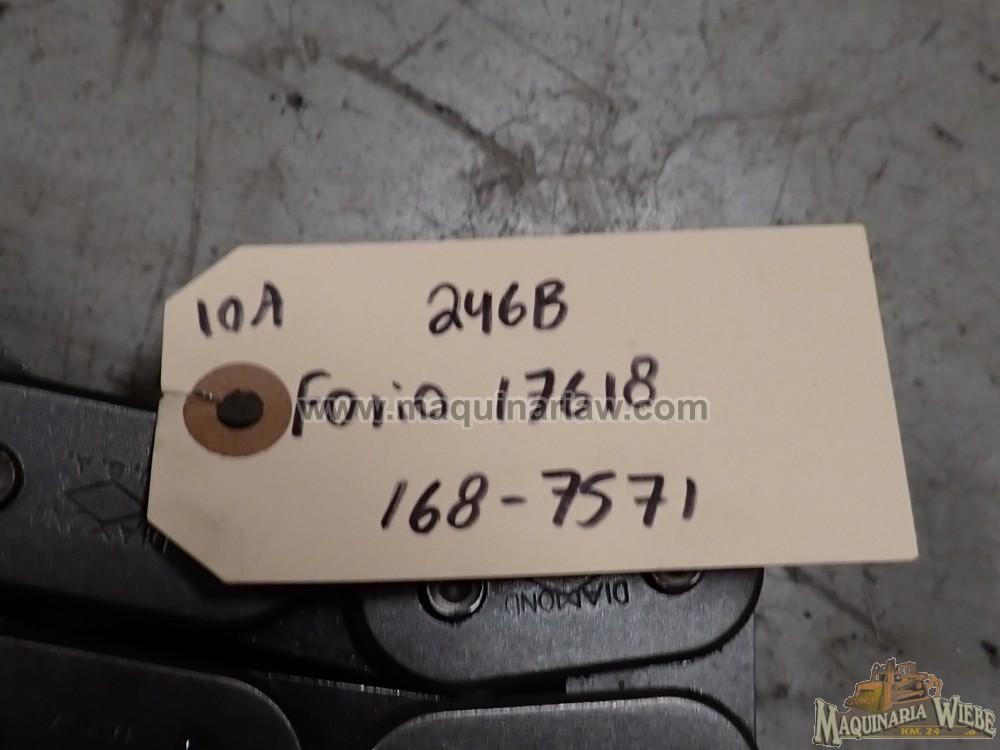 10A 246B
Folio 17618
www.maquinariaw.com
168-7571
U.S.A.
DIAMOND
MAQUINARIA WIEBE
KM. 24